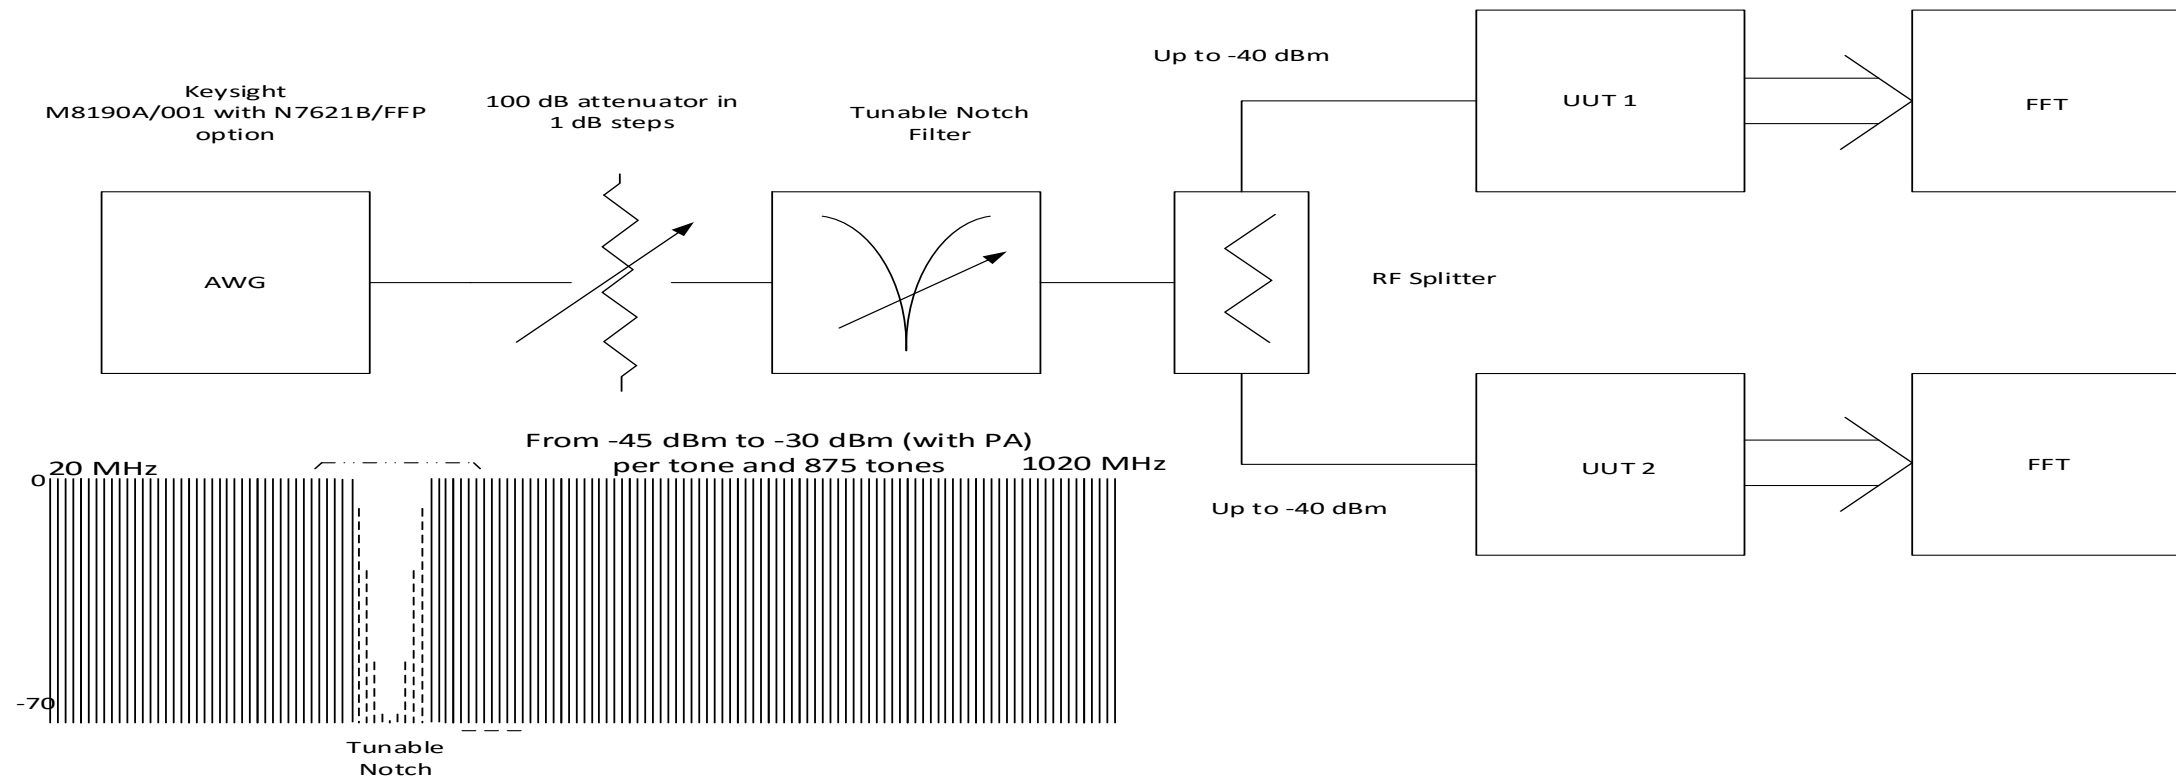 Up to -40 dBm
Keysight
M8190A/001 with N7621B/FFP
option
100 dB attenuator in
1 dB steps
Tunable Notch
Filter
UUT 1
FFT
AWG
RF Splitter
From -45 dBm to -30 dBm (with PA)
per tone and 875 tones
20 MHz
1020 MHz
0
UUT 2
FFT
Up to -40 dBm
-70
Tunable
Notch